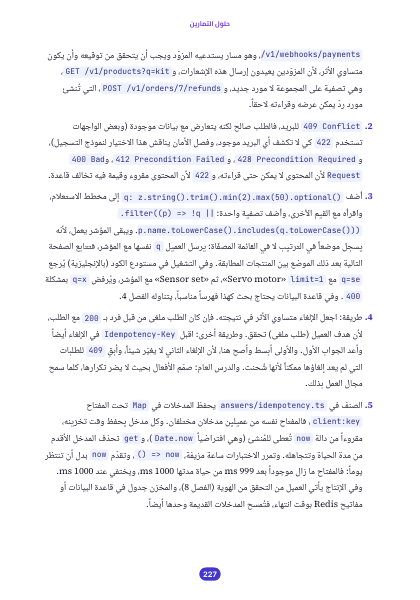 حلول التمارين
/v1/webhooks/payments، وهو مسار يستدعيه المزوّد ويجب أن يتحقق من توقيعه وأن يكون
متساوي الأثر، لأن المزوّدين يعيدون إرسال هذه الإشعارات، و GET /v1/products?q=kit،
وهي تصفية على المجموعة لا مورد جديد، و POST /v1/orders/7/refunds، التي تُنشئ
مورد ردّ يمكن عرضه وقراءته لاحقاً.
2. 409 Conflict للبريد، فالطلب صالح لكنه يتعارض مع بيانات موجودة (وبعض الواجهات
تستخدم 422 كي لا تكشف أي البريد موجود، وفصل الأمان يناقش هذا الاختيار لنموذج التسجيل)،
و 428 Precondition Required و 412 Precondition Failed، و 400 Bad
Request لأن المحتوى لا يمكن حتى قراءته، و 422 لأن المحتوى مقروء وقيمة فيه تخالف قاعدة.
3. أضف q: z.string().trim().min(2).max(50).optional() إلى مخطط الاستعلام،
واقرأه مع القيم الأخرى، وأضف تصفية واحدة: .filter((p) => !q ||
p.name.toLowerCase().includes(q.toLowerCase())). ويبقى المؤشر يعمل، لأنه
يسجل موضعاً في الترتيب لا في القائمة المصفّاة: يرسل العميل q نفسها مع المؤشر، فتتابع الصفحة
التالية بعد ذلك الموضع بين المنتجات المطابقة. وفي التشغيل في مستودع الكود (بالإنجليزية) يُرجع
q=se مع limit=1 «Servo motor» ثم «Sensor set» مع المؤشر، ويُرفض q=x بمشكلة
400. وفي قاعدة البيانات يحتاج بحث كهذا فهرساً مناسباً، يتناوله الفصل 4.
4. طريقة: اجعل الإلغاء متساوي الأثر في نتيجته. فإن كان الطلب ملغى من قبل فرد بـ 200 مع الطلب،
لأن هدف العميل (طلب ملغى) تحقق. وطريقة أخرى: اقبل Idempotency-Key في الإلغاء أيضاً
وأعد الجواب الأول. والأولى أبسط وأصح هنا، لأن الإلغاء الثاني لا يغيّر شيئاً، وأبقِ 409 للطلبات
التي لم يعد إلغاؤها ممكناً لأنها شُحنت. والدرس العام: صمّم الأفعال بحيث لا يضر تكرارها، كلما سمح
مجال العمل بذلك.
5. الصنف في answers/idempotency.ts يحفظ المدخلات في Map تحت المفتاح
client:key، فالمفتاح نفسه من عميلين مدخلان مختلفان. وكل مدخل يحفظ وقت تخزينه،
مقروءاً من دالة now تُعطى للمُنشئ (وهي افتراضياً Date.now)، و get تحذف المدخل الأقدم
من مدة الحياة وتتجاهله. وتمرر الاختبارات ساعة مزيفة، () => now، وتقدّم now بدل أن تنتظر
يوماً: فالمفتاح ما زال موجوداً بعد 999 ms من حياة مدتها 1000 ms، ويختفي عند 1000 ms.
وفي الإنتاج يأتي العميل من التحقق من الهوية (الفصل 8)، والمخزن جدول في قاعدة البيانات أو
مفاتيح Redis بوقت انتهاء، فتُمسح المدخلات القديمة وحدها أيضاً.
227